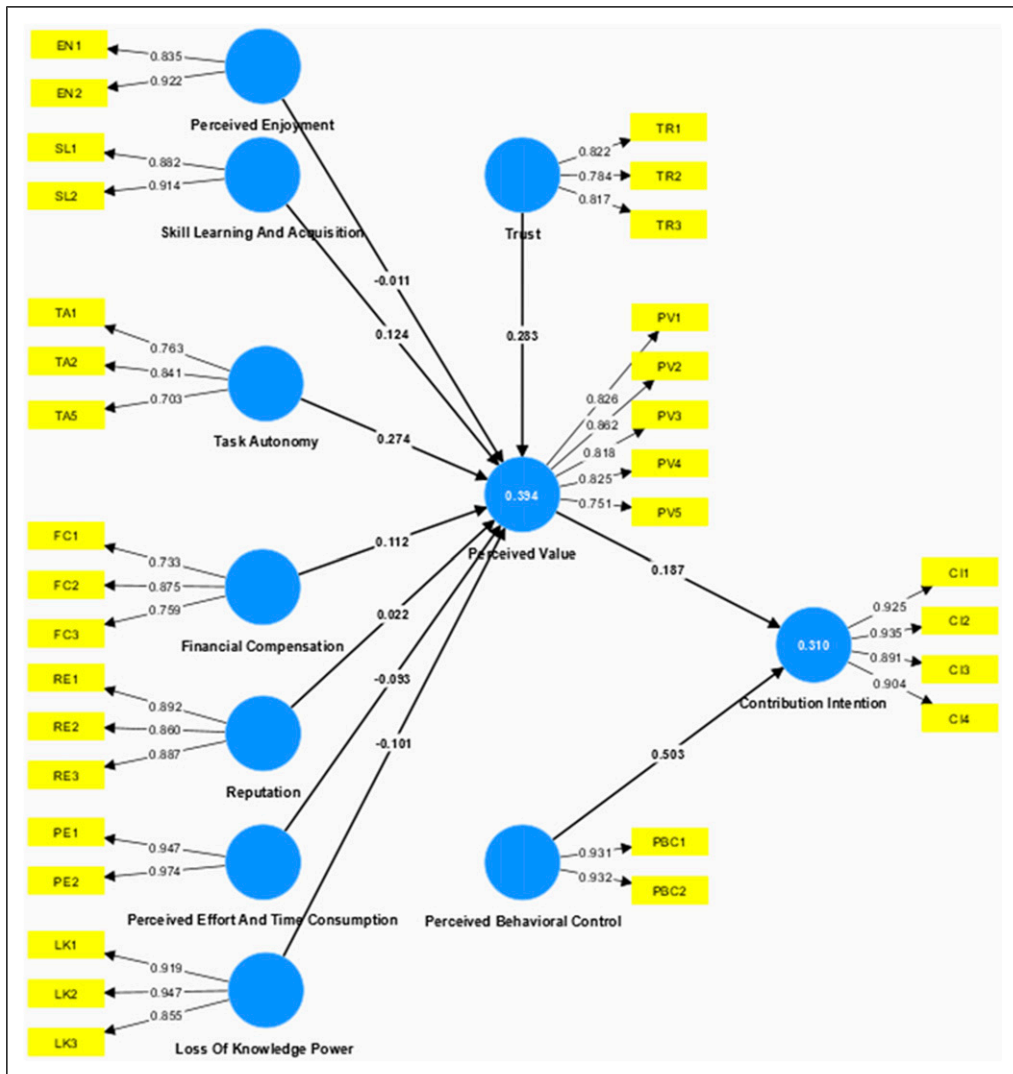 EN1
0.835
0.922
EN2
Perceived Enjoyment
SL1
0.882
0.914
SL2
Skill Learning And Acquisition
TR1
0.822
0.784
TR2
0.817
TR3
Trust
-0.011
0.124
0.283
TA1
0.763
TA2
0.841
0.703
TA5
Task Autonomy
0.274
PV1
PV2
0.826
0.862
PV3
0.818
PV4
0.825
0.751
PV5
0.394
Perceived Value
FC1
0.733
FC2
0.875
0.759
FC3
Financial Compensation
0.112
0.022
0.187
CI1
0.925
CI2
0.935
0.891
CI3
0.904
CI4
0.310
Contribution Intention
RE1
0.892
RE2
0.860
0.887
RE3
Reputation
-0.093
-0.101
0.503
PE1
0.947
0.974
PE2
Perceived Effort And Time Consumption
PBC1
0.931
0.932
PBC2
Perceived Behavioral Control
LK1
0.919
LK2
0.947
0.855
LK3
Loss Of Knowledge Power